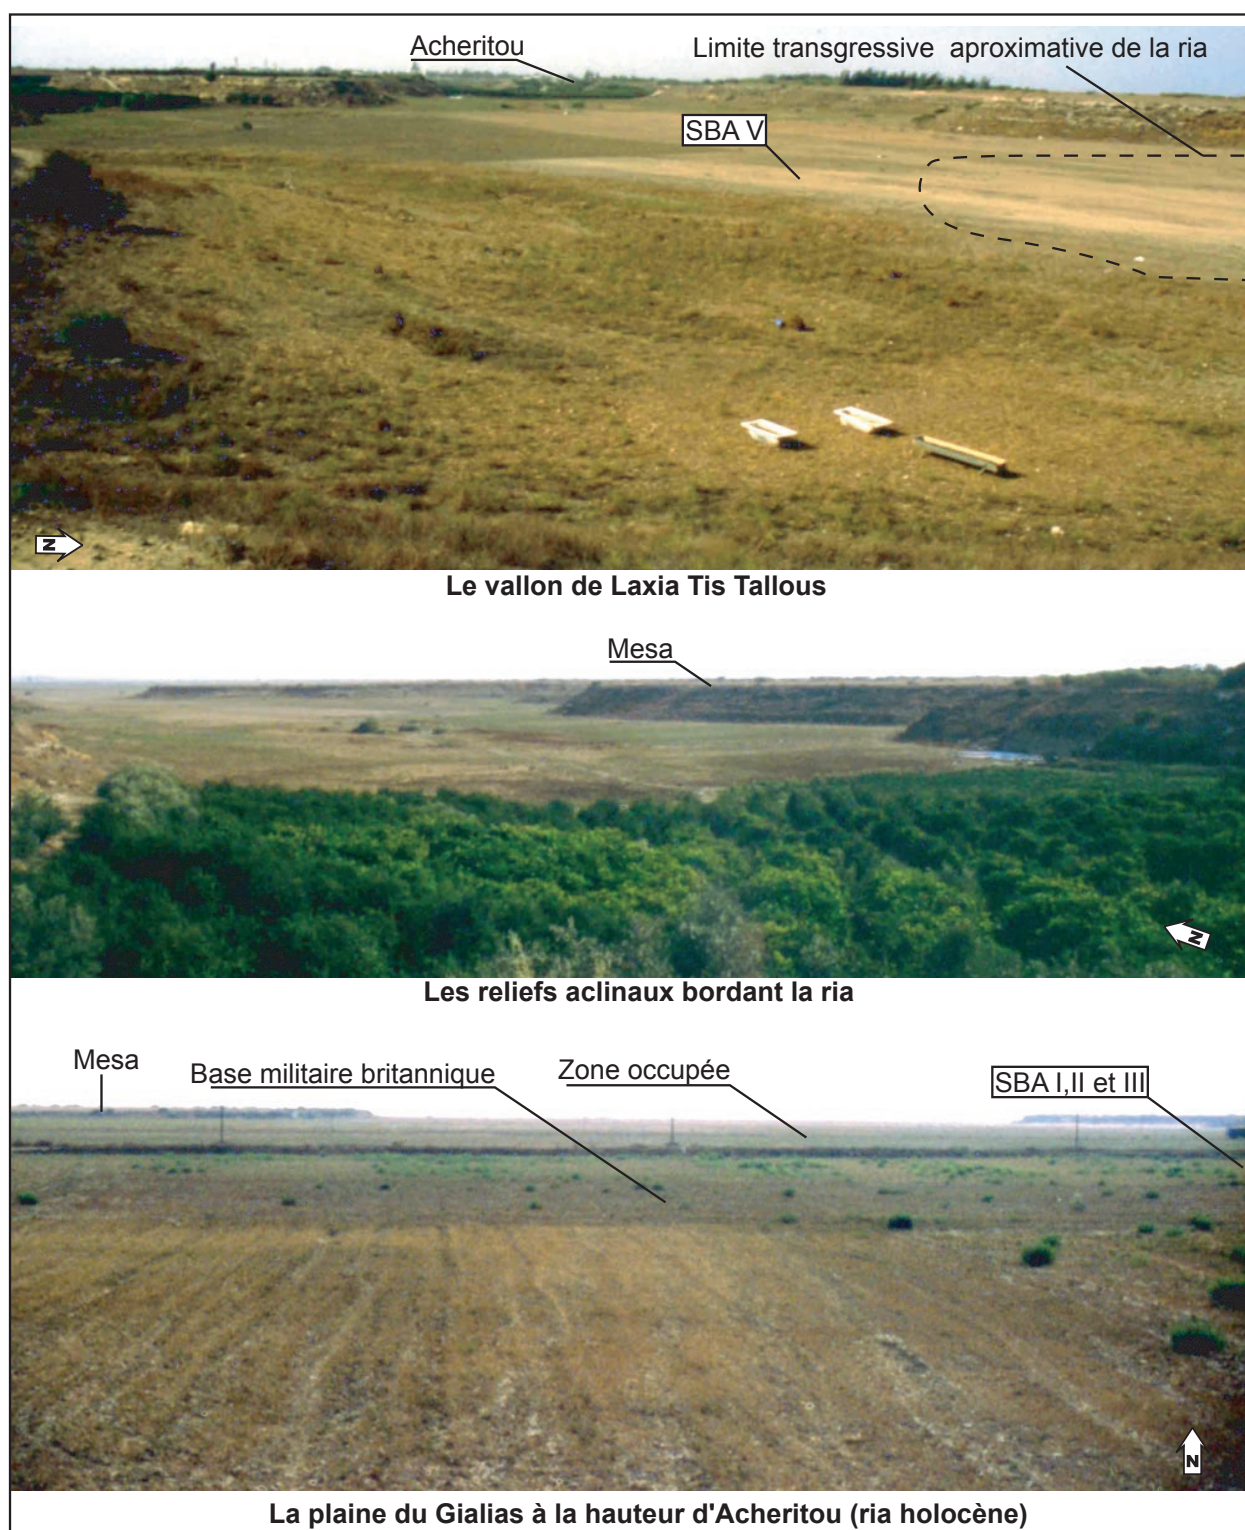 Acheritou
Limite transgressive aproximative de la ria
SBA V
N
Le vallon de Laxia Tis Tallous
Mesa
N
Les reliefs aclinaux bordant la ria
Mesa
Base militaire britannique
Zone occupée
SBA I,II et III
N
La plaine du Gialias à la hauteur d'Acheritou (ria holocène)